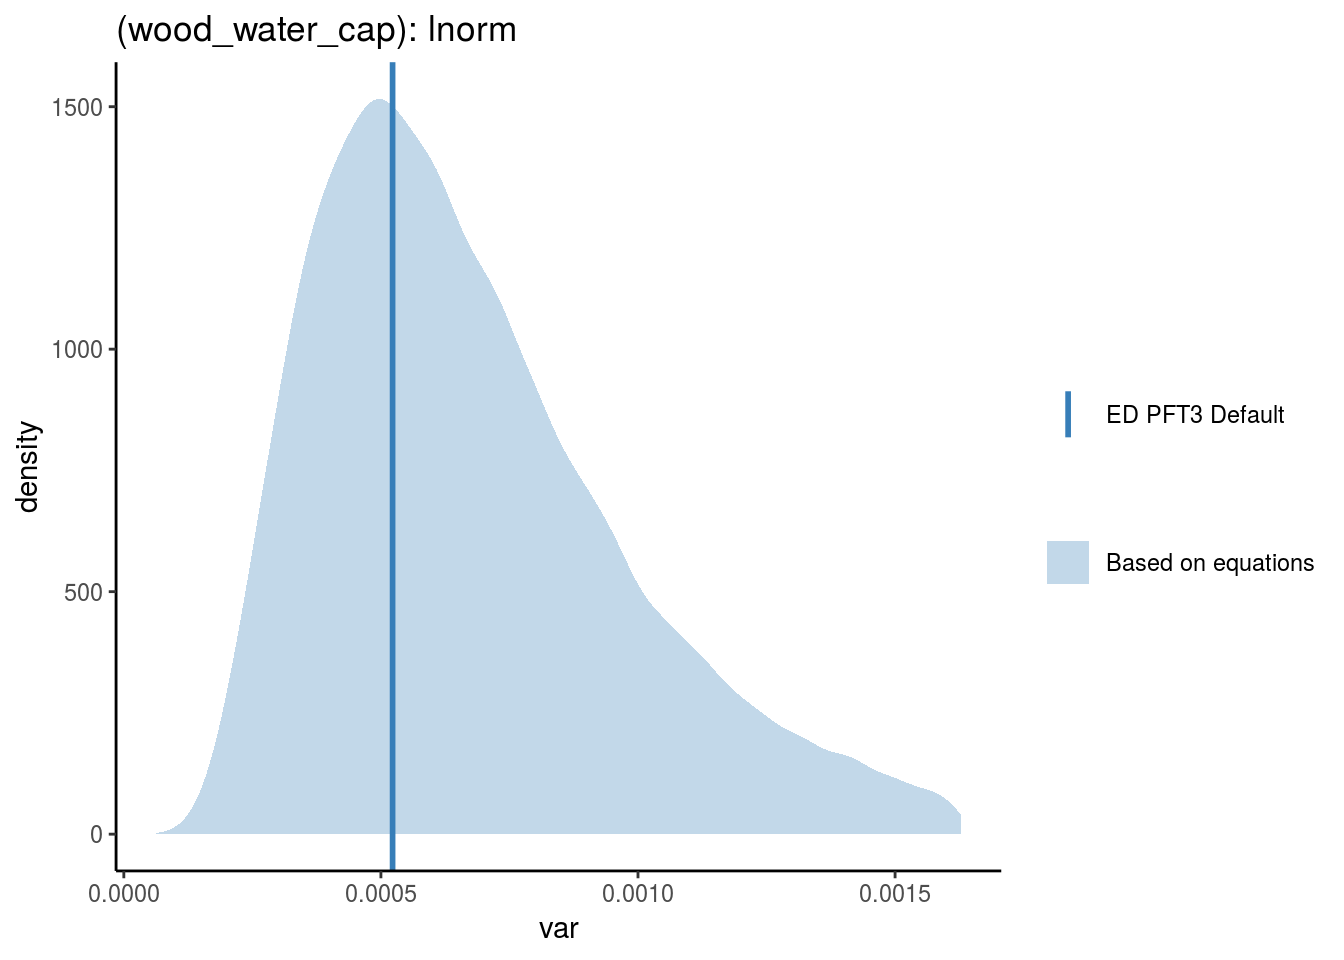 (wood_water_cap): lnorm
1500
1000
500
0
density
0.0000
0.0005
0.0010
0.0015
var
ED PFT3 Default
Based on equations